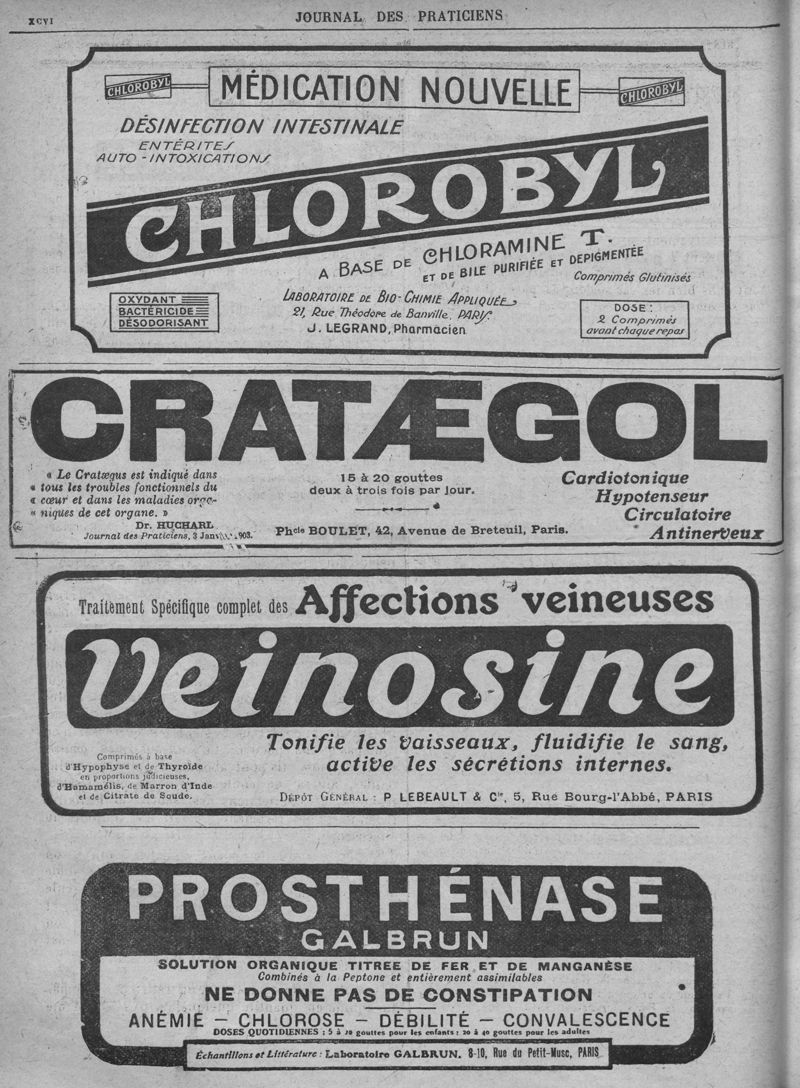 XCVI
JOURNAL DES PRATICIENS
CHLOROBYL
MÉDICATION NOUVELLE
CHLOROBYL
DÉSINFECTION INTESTINALE
ENTÉRITES
AUTO-INTOXICATIONS
CHLOROBYL
A BASE DE CHLORAMINE T.
ET DE BILE PURIFIÉE ET DEPIGMENTÉE
Comprimés Glutinisés
OXYDANT
BACTÉRICIDE
DÉSODORISANT
LABORATOIRE DE BIO-CHIMIE APPLIQUÉE
21, Rue Théodore de Banville, PARIS
J. LEGRAND, Pharmacien
DOSE:
2 Comprimés
avant chaque repas
CRATÆGOL
« Le Cratægus est indiqué dans
« tous les troubles fonctionnels du
« cœur et dans les maladies orga-
« niques de cet organe. »
Dr. HUCHARL
Journal des Praticiens, 3 903.
15 à 20 gouttes
deux à trois fois par jour.
Phcie BOULET, 42, Avenue de Breteuil, Paris.
Cardiotonique
Hypotenseur
Circulatoire
Antinerveux
Traitement Spécifique complet des Affections veineuses
Veinosine
Tonifie les vaisseaux, fluidifie le sang,
active les sécrétions internes.
Comprimés à base
d'Hypophyse et de Thyroïde
en proportions judicieuses,
d'Hamamélis, de Marron d'Inde
et de Citrate de Soude.
DÉPÔT GÉNÉRAL : P. LEBEAULT & Cie, 5, Rue Bourg-l'Abbé, PARIS
PROSTHÉNASE
GALBRUN
SOLUTION ORGANIQUE TITREE DE FER ET DE MANGANÈSE
Combinés à la Peptone et entièrement assimilables
NE DONNE PAS DE CONSTIPATION
ANÉMIE — CHLOROSE — DÉBILITÉ — CONVALESCENCE
DOSES QUOTIDIENNES : 5 à 20 gouttes pour les enfants : 20 à 40 gouttes pour les adultes
Échantillons et Littérature : Laboratoire GALBRUN, 8-10, Rue du Petit-Musc, PARIS